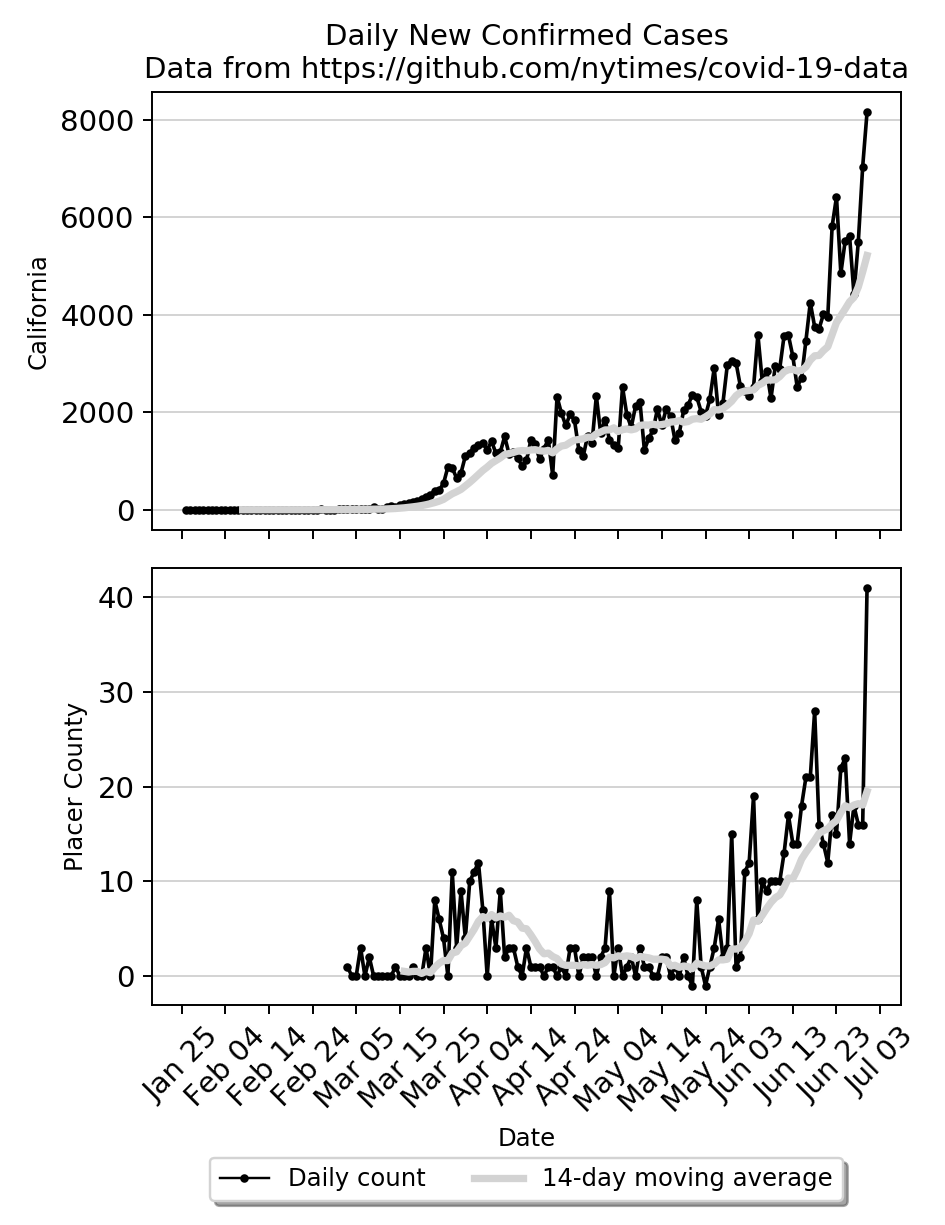 Daily New Confirmed Cases
Data from https://github.com/nytimes/covid-19-data
8000
6000
4000
2000
0
California
40
30
20
10
0
Placer County
Jan 25
Feb 04
Feb 14
Feb 24
Mar 05
Mar 15
Mar 25
Apr 04
Apr 14
Apr 24
May 04
May 14
May 24
Jun 03
Jun 13
Jun 23
Jul 03
Date
Daily count
14-day moving average